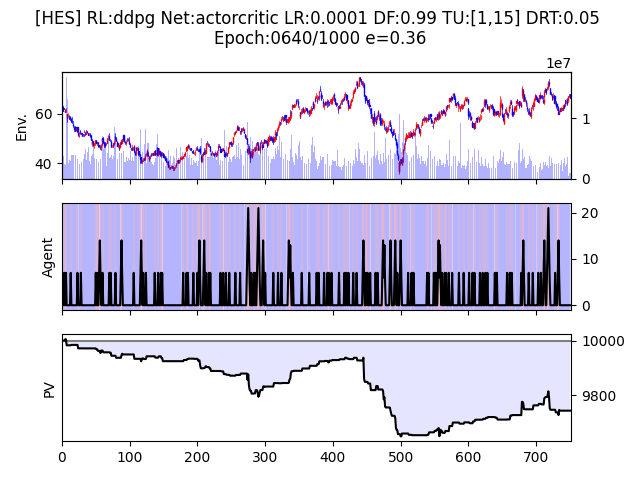 [HES] RL:ddpg Net:actorcritic LR:0.0001 DF:0.99 TU:[1,15] DRT:0.05
Epoch:0640/1000 e=0.36
1e7
Env.
60
40
1
0
Agent
20
10
0
PV
10000
9800
0 100 200 300 400 500 600 700